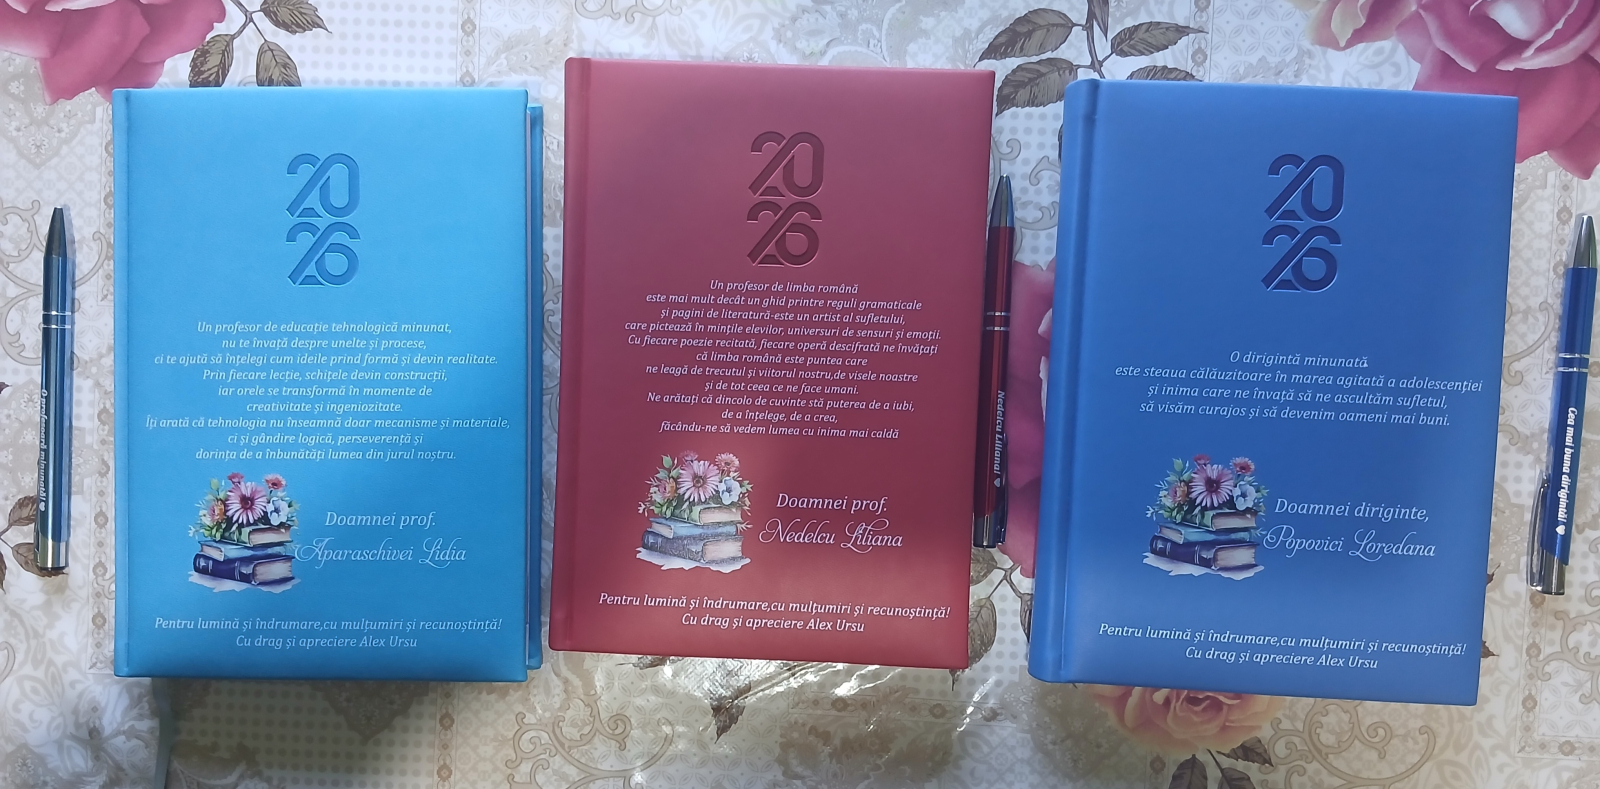 O profesoară minunată!
20
26
Un profesor de educație tehnologică minunat,
nu te învață despre unelte și procese,
ci te ajută să înțelegi cum ideile prind formă și devin realitate.
Prin fiecare lecție, schițele devin construcții,
iar orele se transformă în momente de
creativitate și ingeniozitate.
Îți arată că tehnologia nu înseamnă doar mecanisme și materiale,
ci și gândire logică, perseverență și
dorința de a îmbunătăți lumea din jurul nostru.
Doamnei prof.
Aparaschivei Lidia
Pentru lumină și îndrumare,cu mulțumiri și recunoștință!
Cu drag și apreciere Alex Ursu
20
26
Un profesor de limba română
este mai mult decât un ghid printre reguli gramaticale
și pagini de literatură-este un artist al sufletului,
care pictează în mințile elevilor, universuri de sensuri și emoții.
Cu fiecare poezie recitată, fiecare operă descifrată ne învățați
că limba română este puntea care
ne leagă de trecutul și viitorul nostru,de visele noastre
și de tot ceea ce ne face umani.
Ne arătați că dincolo de cuvinte stă puterea de a iubi,
de a înțelege, de a crea,
făcându-ne să vedem lumea cu inima mai caldă
Doamnei prof.
Nedelcu Liliana
Pentru lumină și îndrumare,cu mulțumiri și recunoștință!
Cu drag și apreciere Alex Ursu
Nedelcu Liliana!
20
26
O dirigintă minunată
este steaua călăuzitoare în marea agitată a adolescenției
și inima care ne învață să ne ascultăm sufletul,
să visăm curajos și să devenim oameni mai buni.
Doamnei diriginte,
Popovici Loredana
Pentru lumină și îndrumare,cu mulțumiri și recunoștință!
Cu drag și apreciere Alex Ursu
Cea mai buna dirigintă!